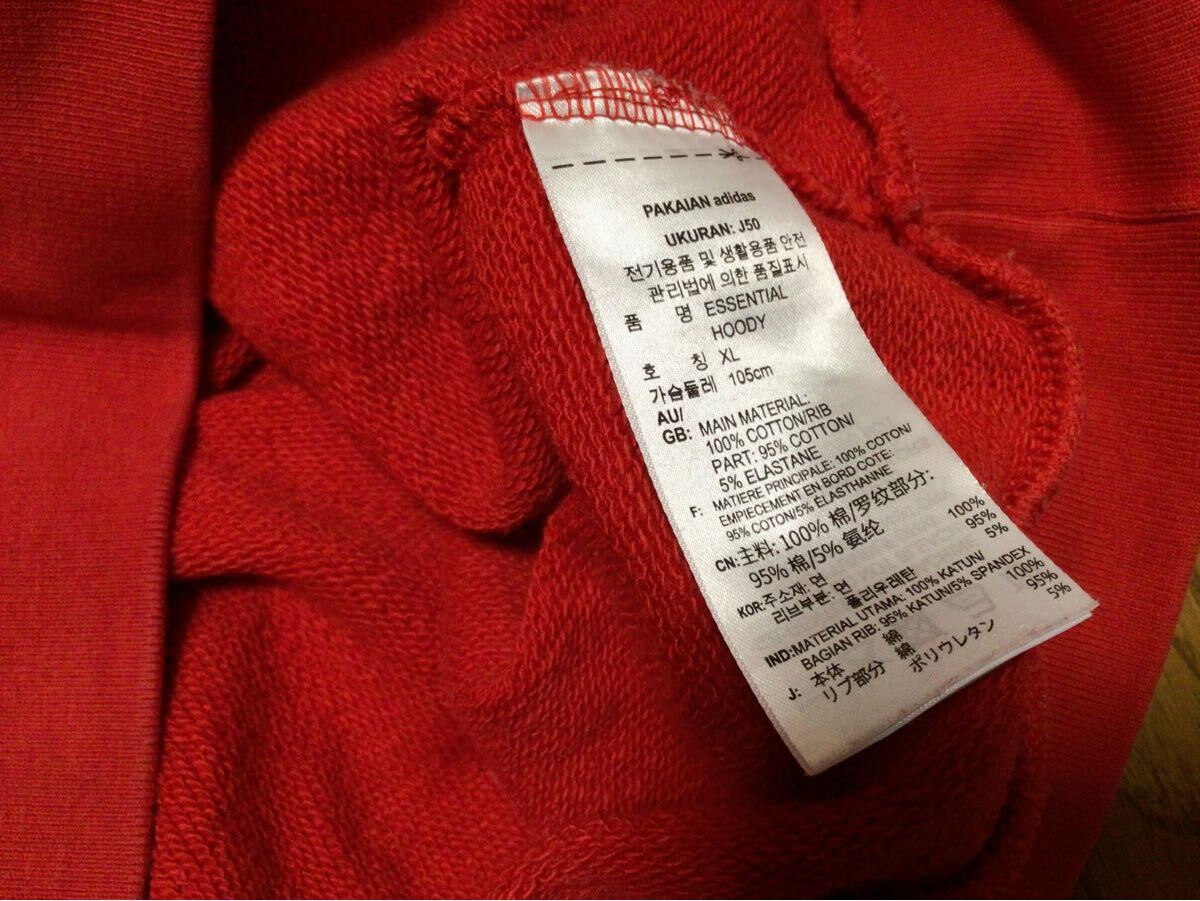 PAKAIAN adidas
UKURAN: J50
전기용품 및 생활용품 안전
관리법에 의한 품질표시
품 명 ESSENTIAL
HOODY
호 칭 XL
가슴둘레 105cm
AU/
GB: MAIN MATERIAL:
100% COTTON/RIB
PART: 95% COTTON/
5% ELASTANE
F: MATIERE PRINCIPALE: 100% COTON/
EMPIECEMENT EN BORD COTE:
95% COTON/5% ÉLASTHANNE
CN:主料: 100% 棉/罗纹部分:
95% 棉/5% 氨纶
KOR:주소재: 면 100%
리브부분: 면 95%
폴리우레탄 5%
IND:MATERIAL UTAMA: 100% KATUN/
BAGIAN RIB: 95% KATUN/5% SPANDEX
J: 本体 綿 100%
リブ部分 綿 95%
ポリウレタン 5%